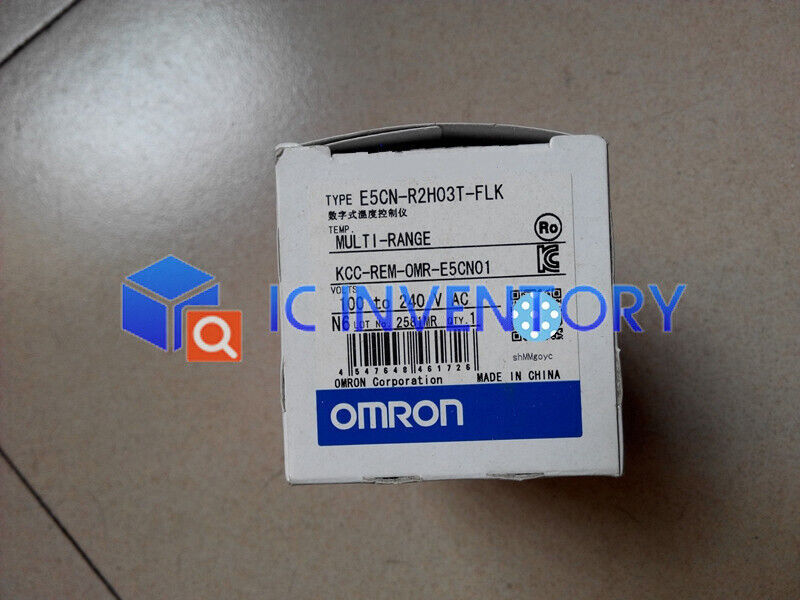 TYPE E5CN-R2H03T-FLK
数字式温度控制仪
TEMP.
MULTI-RANGE
Ro
KCC-REM-OMR-E5CN01
VOLTS
100 to 240 V AC
IC INVENTORY
N6 LOT No. 2581MR QTY.1
shMMgoyc
4 547648 461726
OMRON Corporation MADE IN CHINA
OMRON